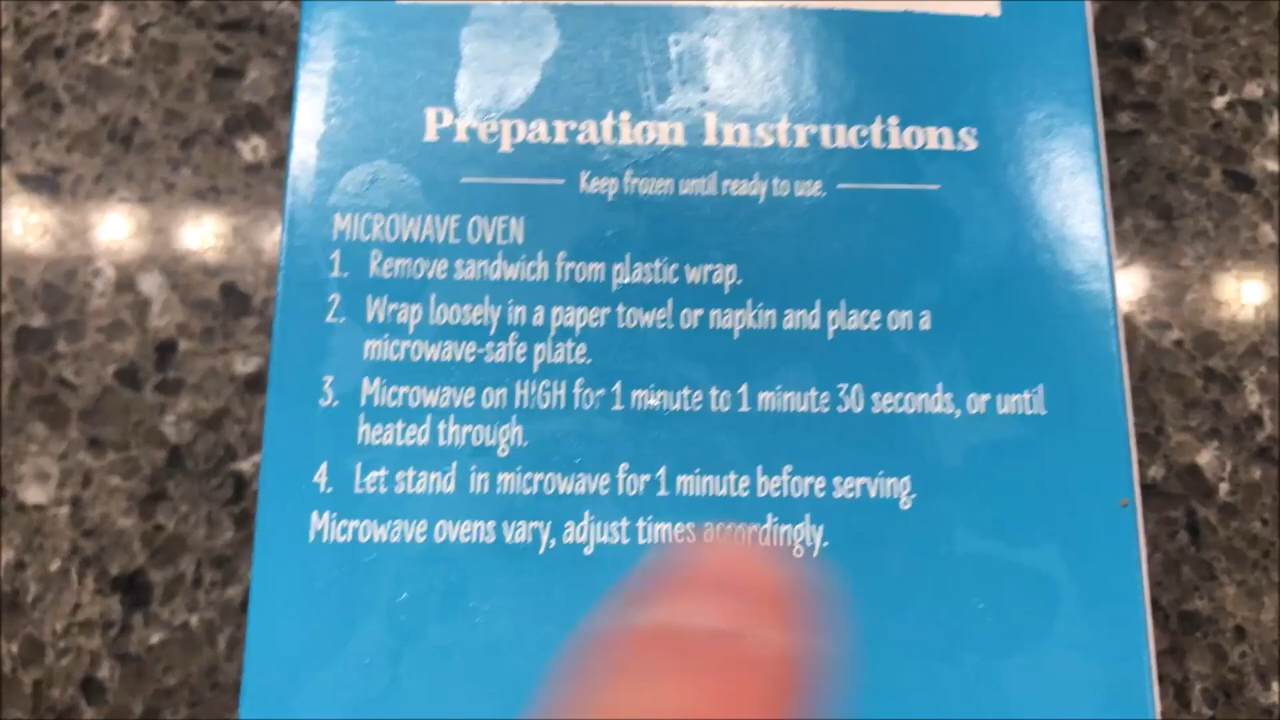 Preparation Instructions
Keep frozen until ready to use.
MICROWAVE OVEN
1. Remove sandwich from plastic wrap.
2. Wrap loosely in a paper towel or napkin and place on a
microwave-safe plate.
3. Microwave on HIGH for 1 minute to 1 minute 30 seconds, or until
heated through.
4. Let stand in microwave for 1 minute before serving.
Microwave ovens vary, adjust times accordingly.